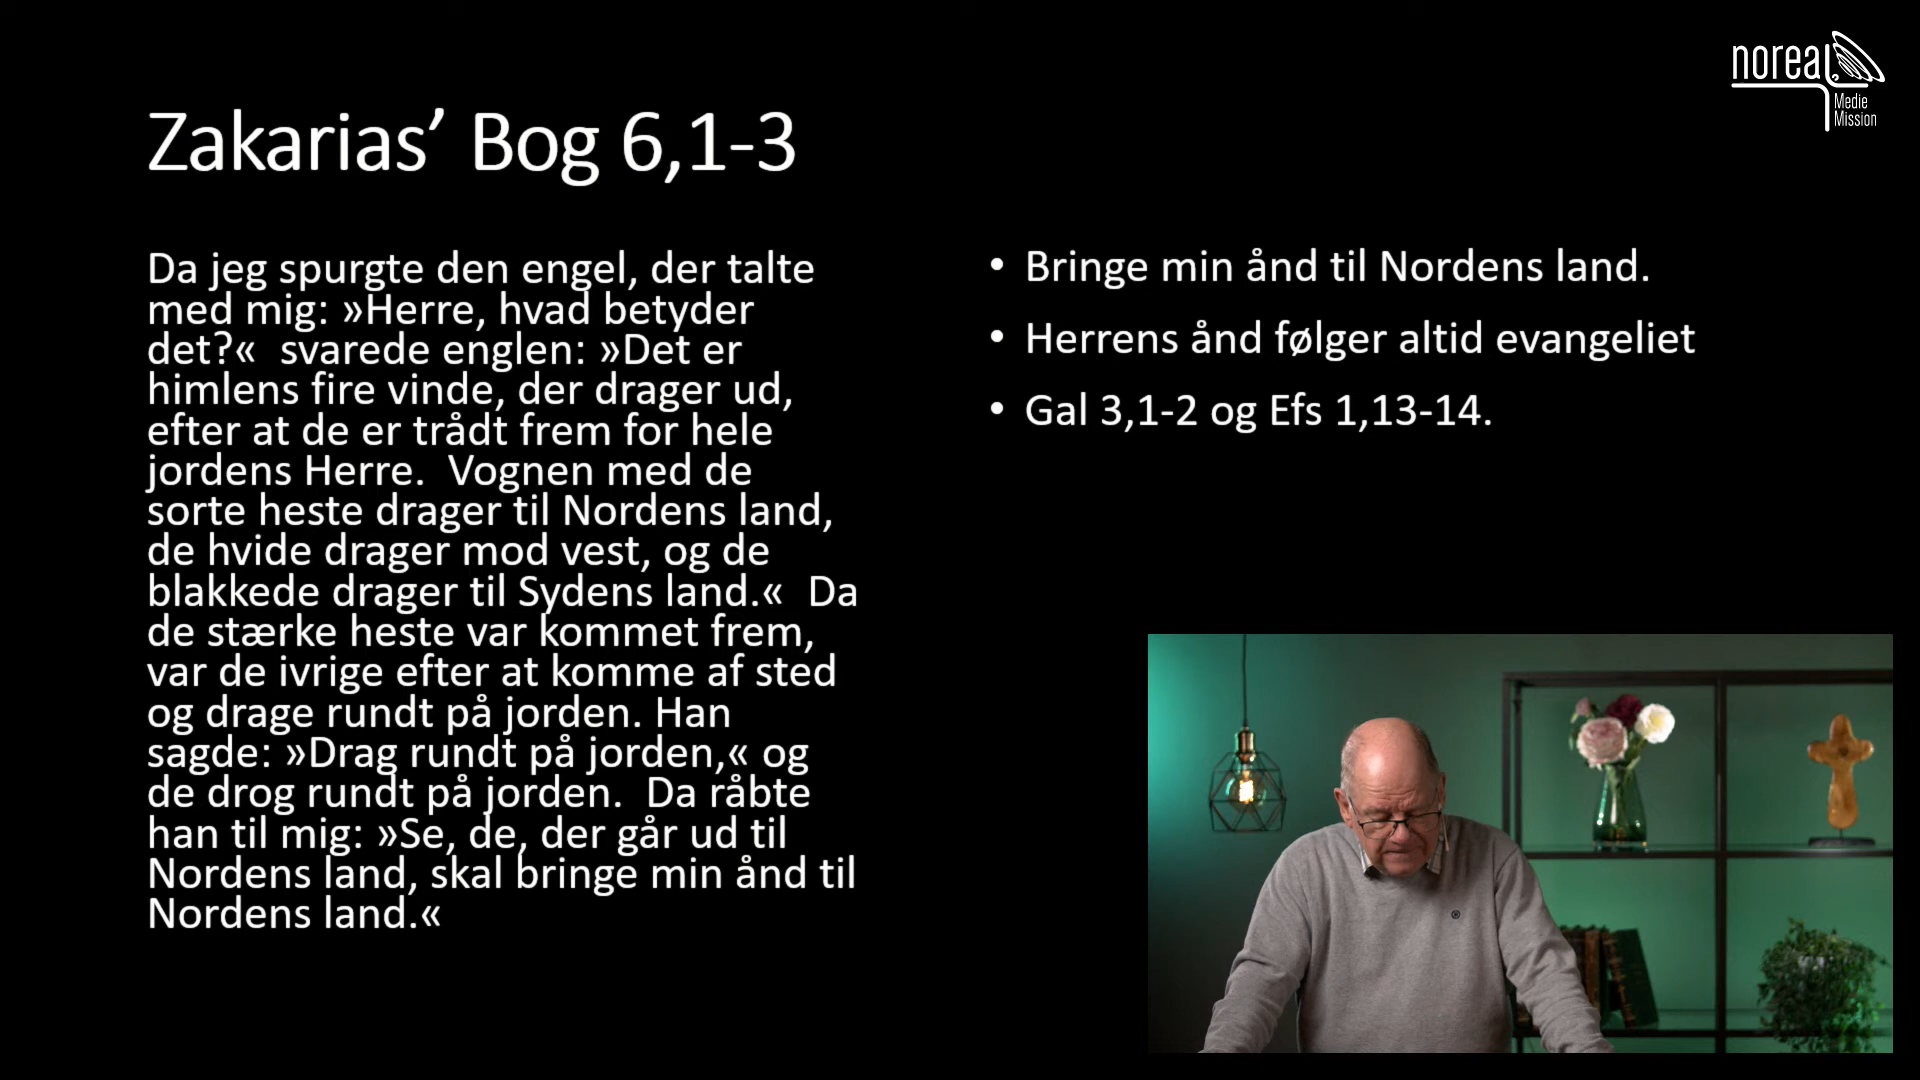 norea
Medie
Mission
Zakarias’ Bog 6,1-3
Da jeg spurgte den engel, der talte
med mig: »Herre, hvad betyder
det?«  svarede englen: »Det er
himlens fire vinde, der drager ud,
efter at de er trådt frem for hele
jordens Herre.  Vognen med de
sorte heste drager til Nordens land,
de hvide drager mod vest, og de
blakkede drager til Sydens land.«  Da
de stærke heste var kommet frem,
var de ivrige efter at komme af sted
og drage rundt på jorden. Han
sagde: »Drag rundt på jorden,« og
de drog rundt på jorden.  Da råbte
han til mig: »Se, de, der går ud til
Nordens land, skal bringe min ånd til
Nordens land.«
• Bringe min ånd til Nordens land.
• Herrens ånd følger altid evangeliet
• Gal 3,1-2 og Efs 1,13-14.